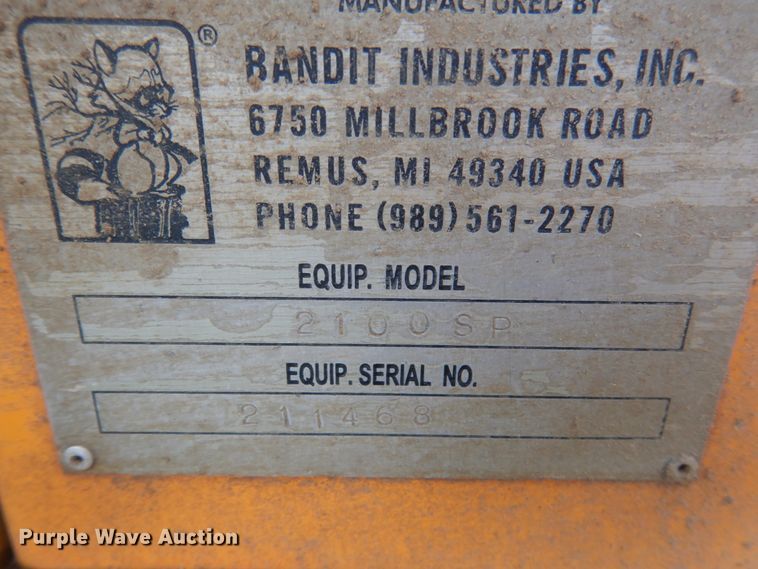 MANUFACTURED BY
®
BANDIT INDUSTRIES, INC.
6750 MILLBROOK ROAD
REMUS, MI 49340 USA
PHONE (989) 561-2270
EQUIP. MODEL
2100SP
EQUIP. SERIAL NO.
211468
Purple Wave Auction